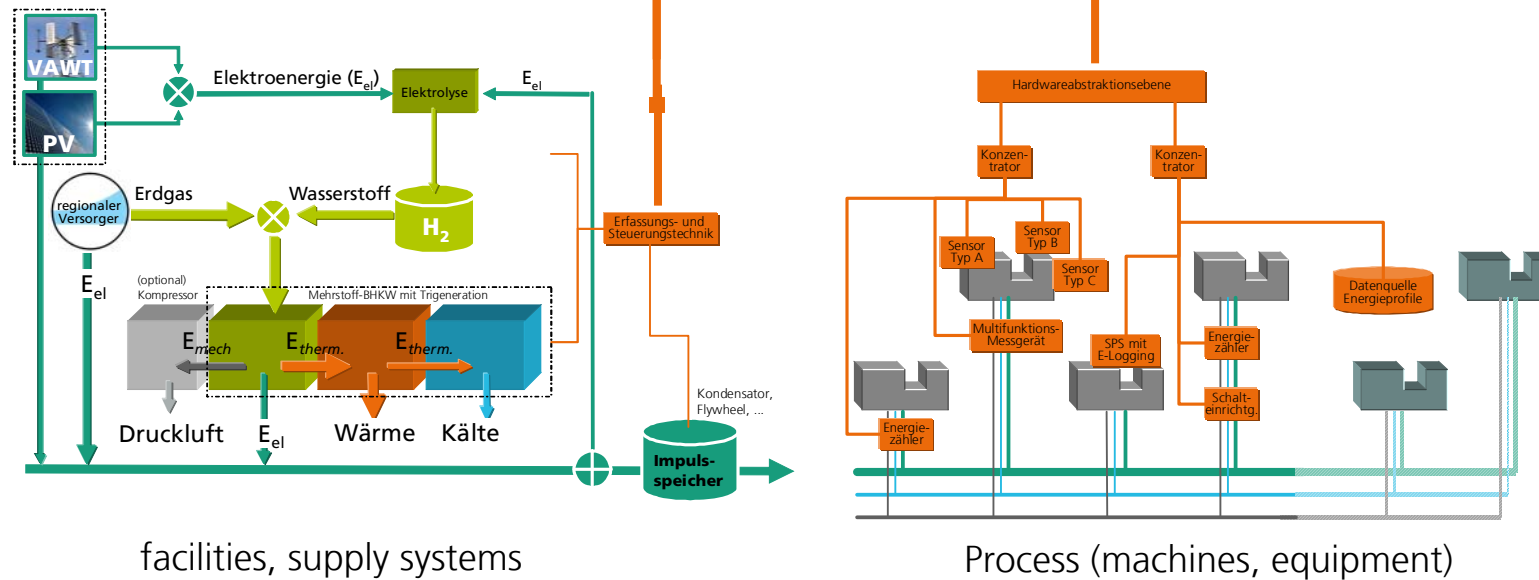 VAWT
PV
Elektroenergie (Eel)
Elektrolyse
Eel
regionaler
Versorger
Erdgas
Wasserstoff
H2
Erfassungs- und
Steuerungstechnik
Eel
(optional)
Kompressor
Mehrstoff-BHKW mit Trigeneration
Emech
Etherm.
Etherm.
Druckluft
Eel
Wärme
Kälte
Kondensator,
Flywheel, ...
Impuls-
speicher
facilities, supply systems
Hardwareabstraktionsebene
Konzen-
trator
Konzen-
trator
Sensor
Typ A
Sensor
Typ B
Sensor
Typ C
Datenquelle
Energieprofile
Multifunktions-
Messgerät
SPS mit
E-Logging
Energie-
zähler
Schalt-
einrichtg.
Energie-
zähler
Process (machines, equipment)